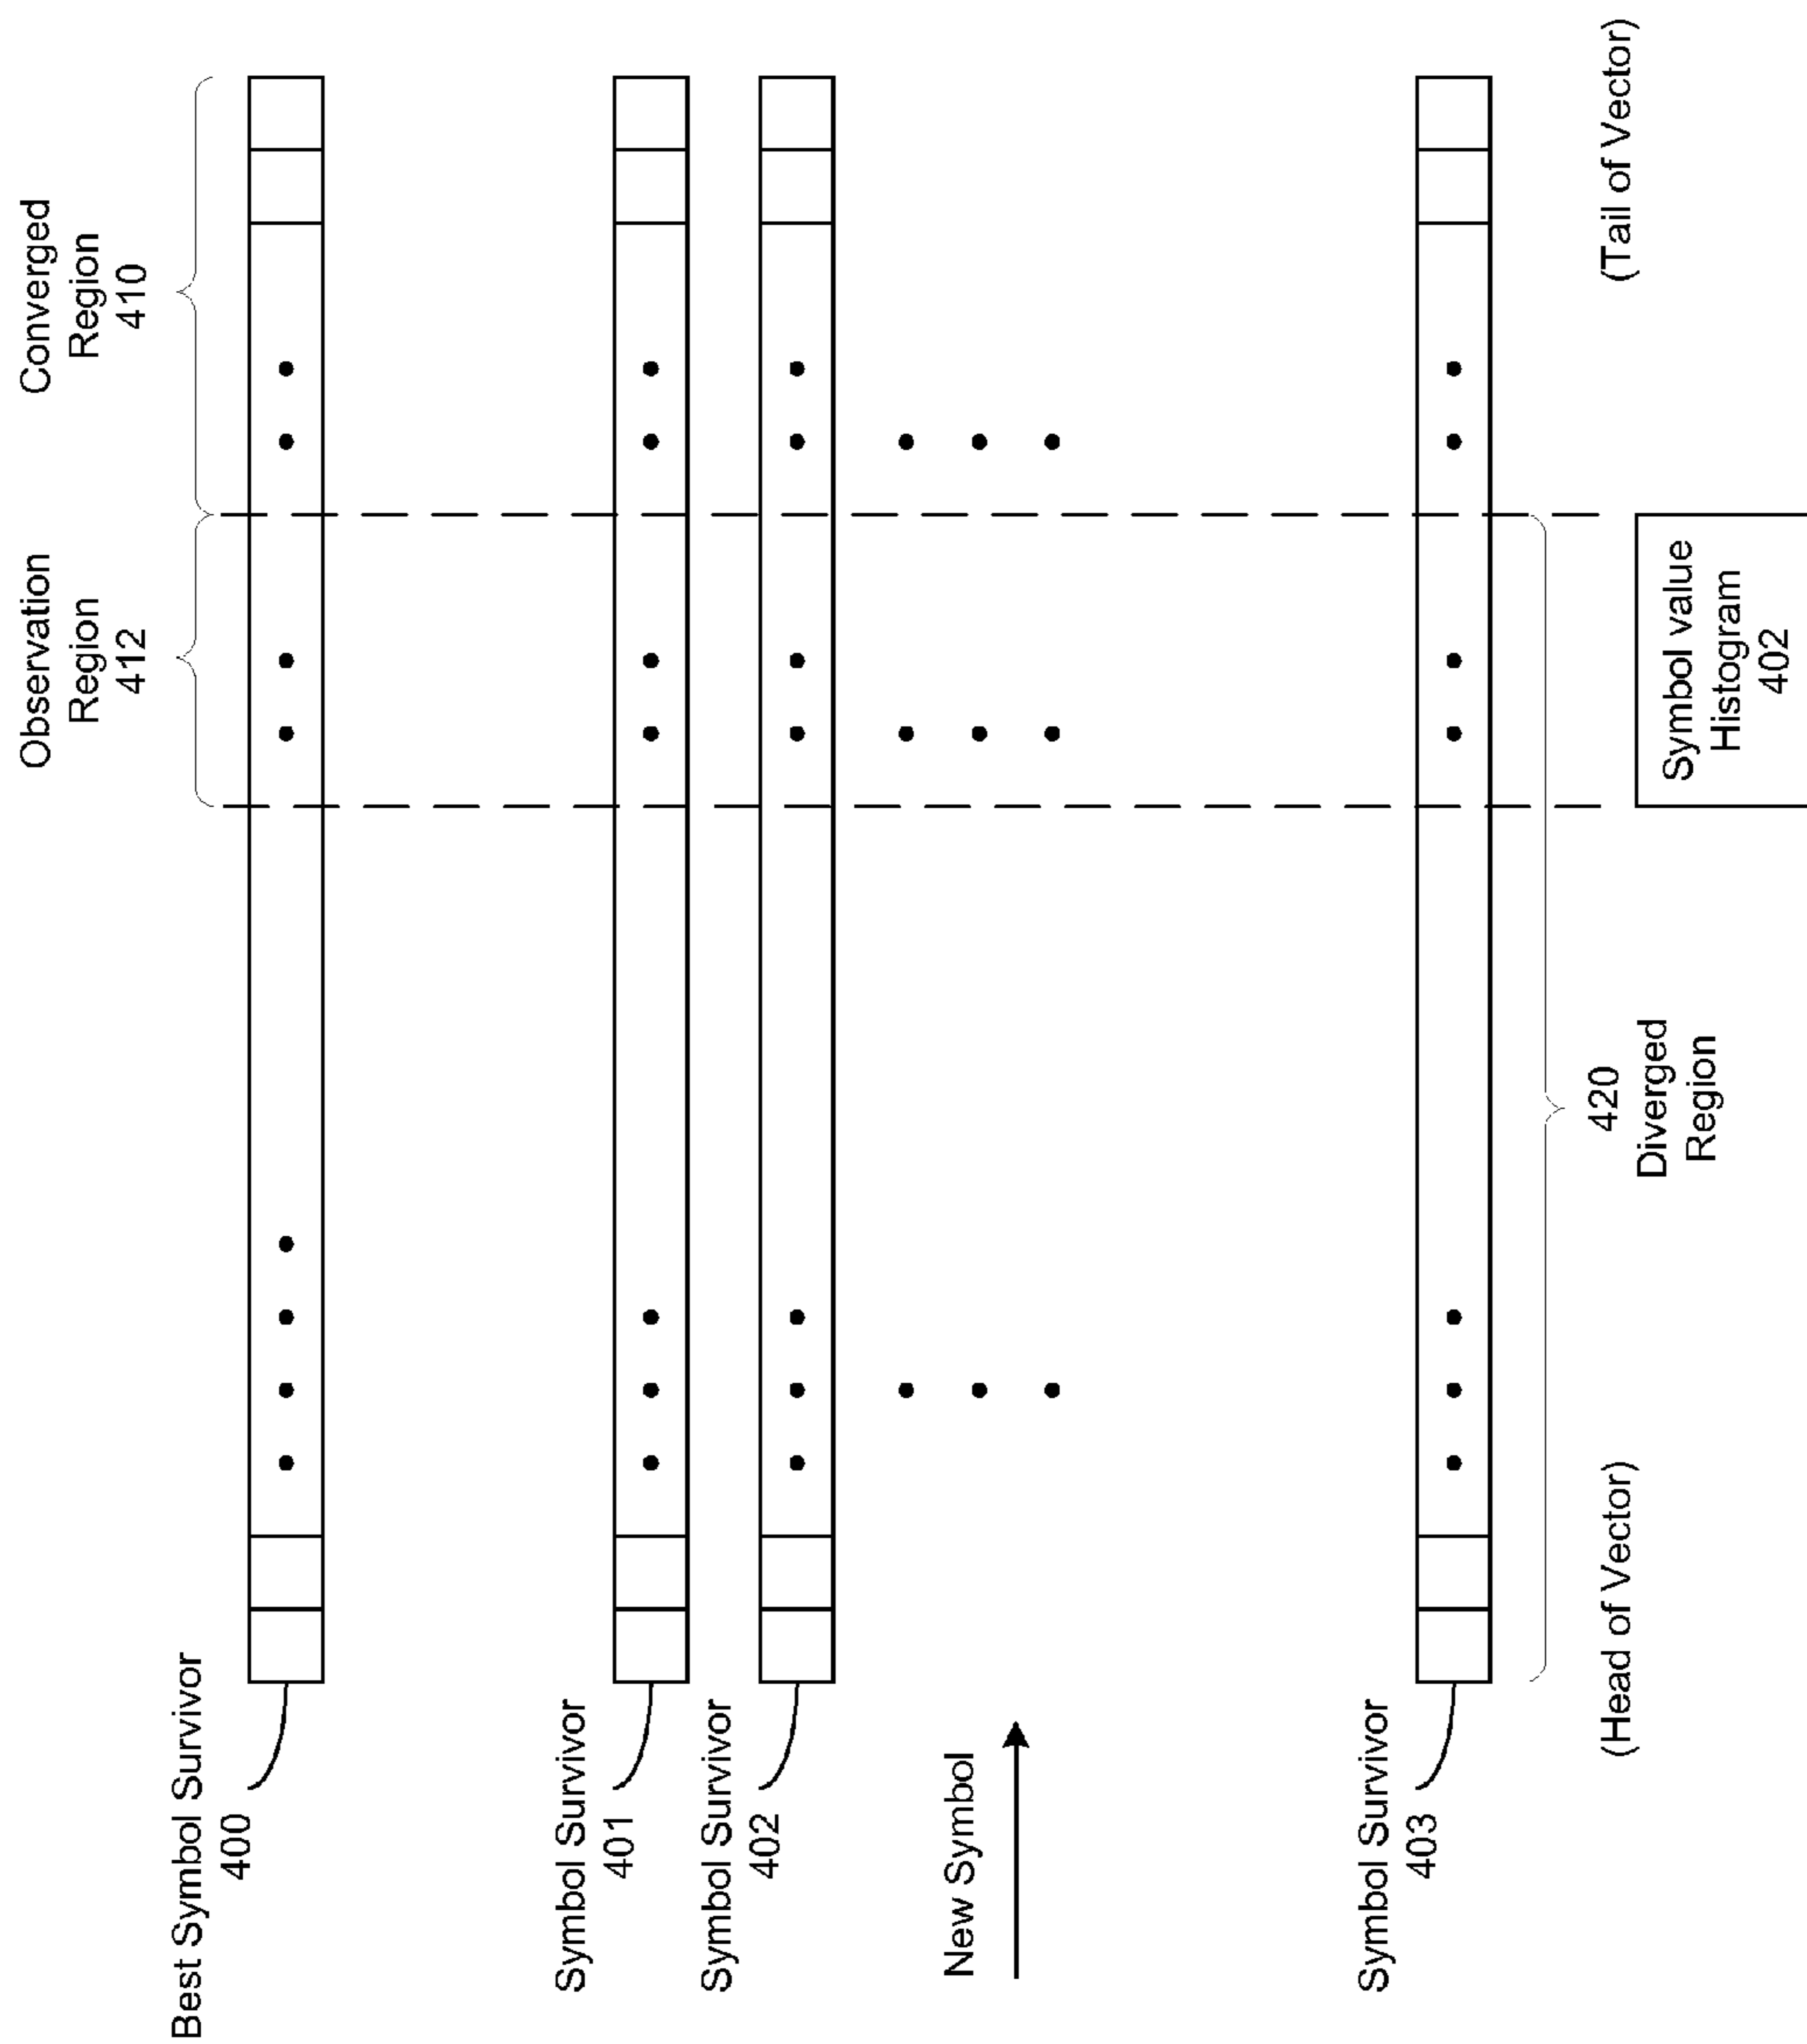 Converged
Region
410
Observation
Region
412
Best Symbol Survivor
400
Symbol Survivor
401
Symbol Survivor
402
New Symbol
Symbol Survivor
403
(Head of Vector)
(Tail of Vector)
420
Diverged
Region
Symbol value
Histogram
402